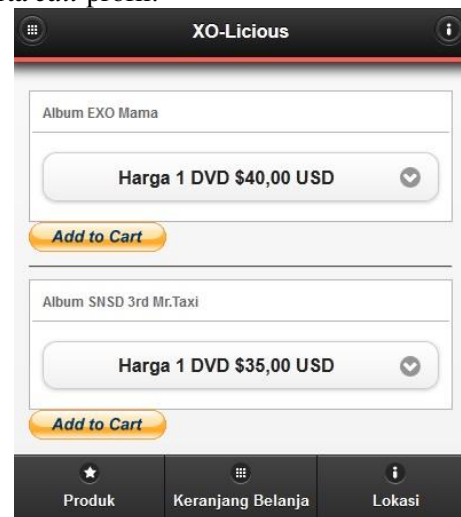 XO-Licious
Album EXO Mama
Harga 1 DVD $40,00 USD
Add to Cart
Album SNSD 3rd Mr.Taxi
Harga 1 DVD $35,00 USD
Add to Cart
Produk Keranjang Belanja Lokasi